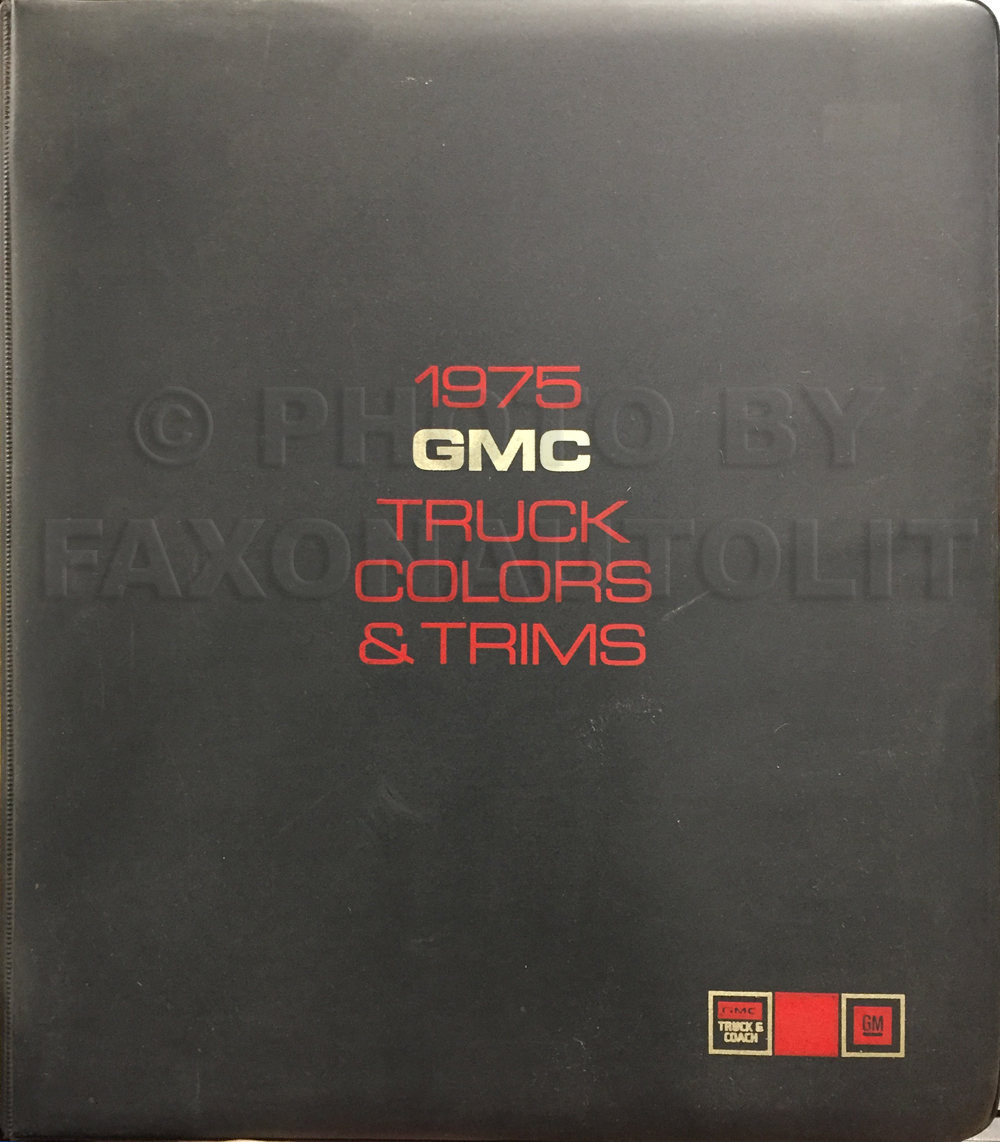 1975
© PHOTO BY
GMC
TRUCK
FAXONAUTOLIT
COLORS
& TRIMS
GMC
TRUCK &
COACH
GM